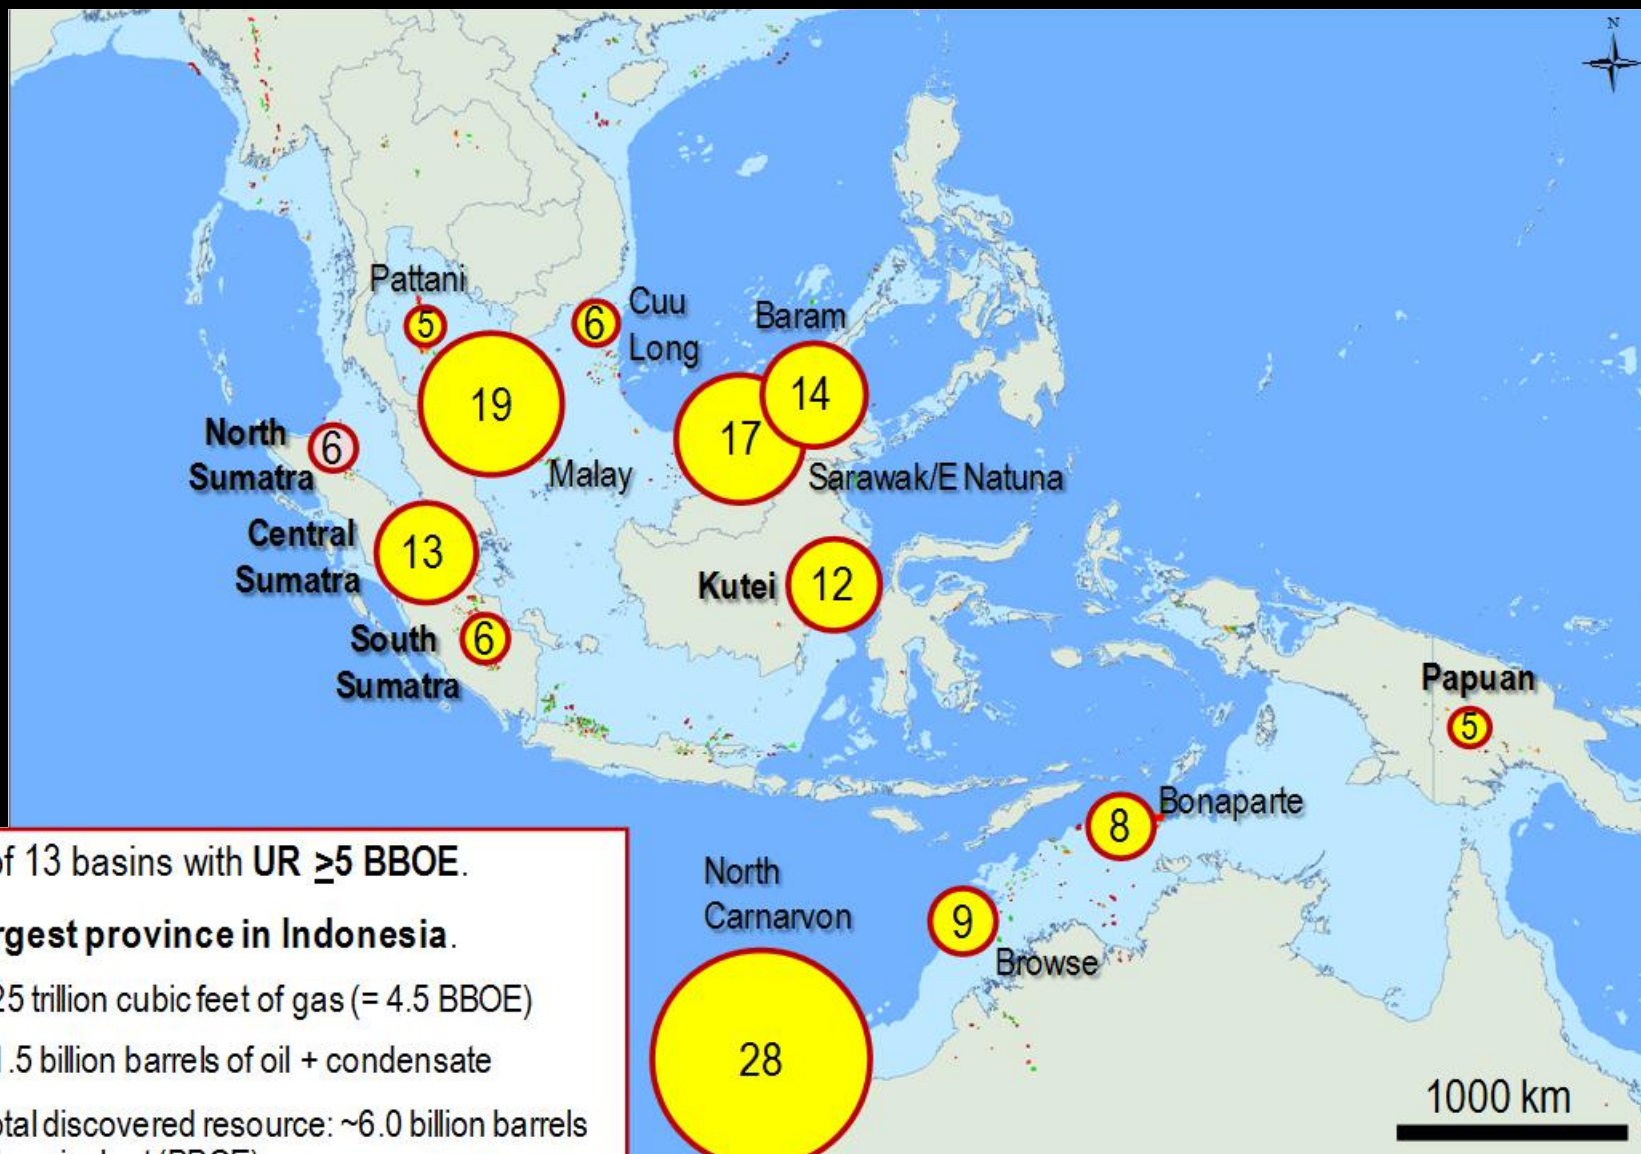 N
Pattani
5
Cuu
Long
6
Baram
14
19
17
Malay
Sarawak/E Natuna
North
Sumatra
6
Central
Sumatra
13
Kutei
12
South
Sumatra
6
Papuan
5
Bonaparte
8
North
Carnarvon
9
Browse
28
1000 km
of 13 basins with UR ≥5 BBOE.
rgest province in Indonesia.
25 trillion cubic feet of gas (= 4.5 BBOE)
.5 billion barrels of oil + condensate
otal discovered resource: ~6.0 billion barrels